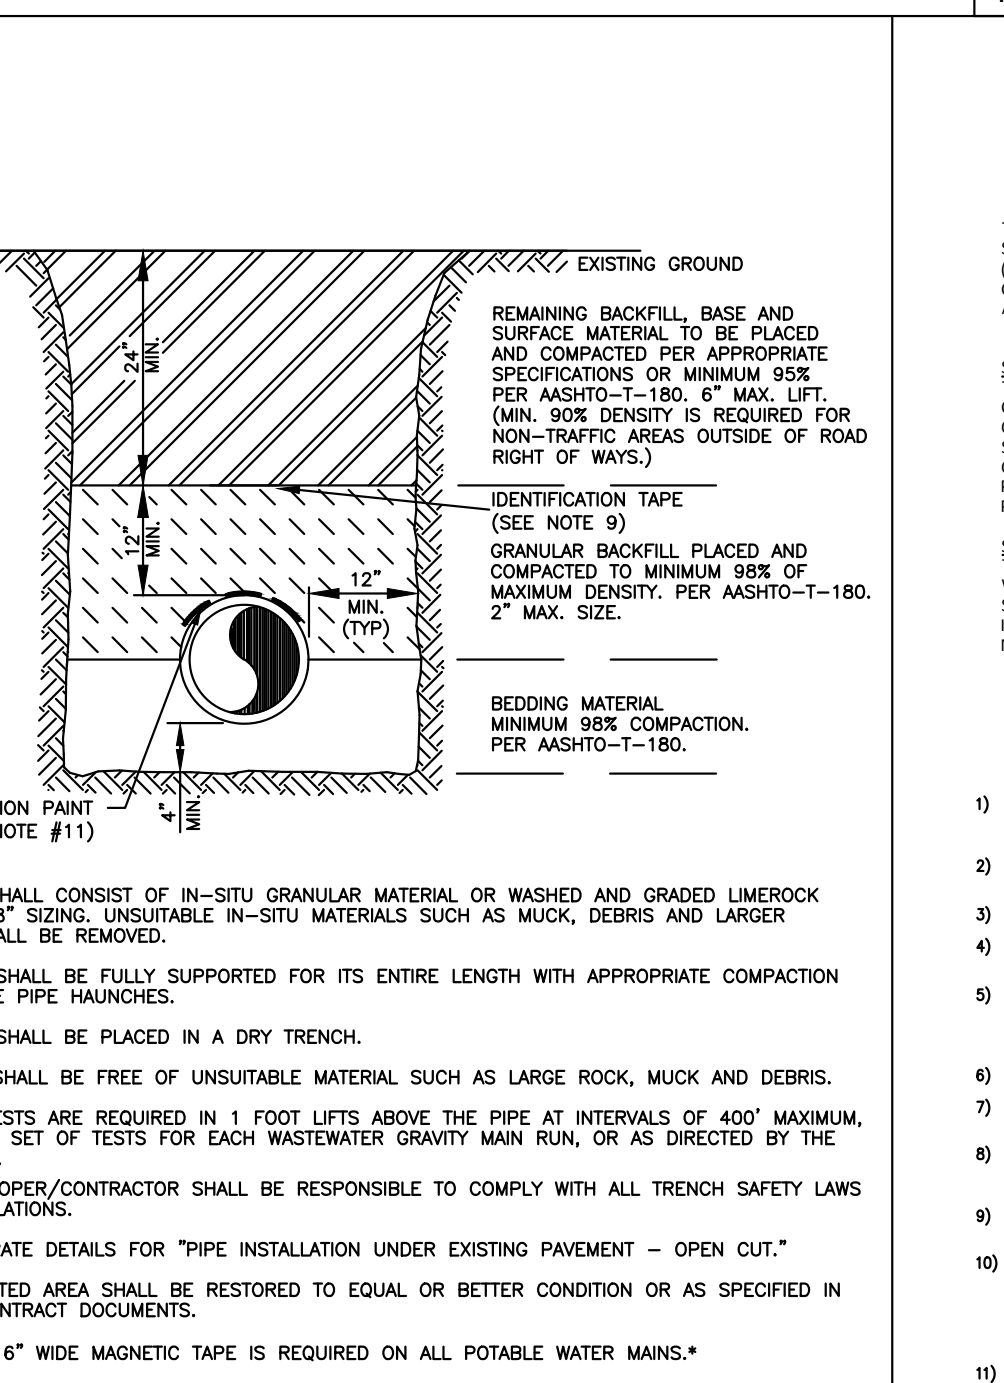 EXISTING GROUND
REMAINING BACKFILL, BASE AND
SURFACE MATERIAL TO BE PLACED
AND COMPACTED PER APPROPRIATE
SPECIFICATIONS OR MINIMUM 95%
PER AASHTO-T-180. 6" MAX. LIFT.
(MIN. 90% DENSITY IS REQUIRED FOR
NON-TRAFFIC AREAS OUTSIDE OF ROAD
RIGHT OF WAYS.)
24"
MIN.
IDENTIFICATION TAPE
(SEE NOTE 9)
12"
MIN.
GRANULAR BACKFILL PLACED AND
COMPACTED TO MINIMUM 98% OF
MAXIMUM DENSITY. PER AASHTO-T-180.
2" MAX. SIZE.
12"
MIN.
(TYP)
BEDDING MATERIAL
MINIMUM 98% COMPACTION.
PER AASHTO-T-180.
4"
MIN.
ION PAINT
NOTE #11)
HALL CONSIST OF IN-SITU GRANULAR MATERIAL OR WASHED AND GRADED LIMEROCK
8" SIZING. UNSUITABLE IN-SITU MATERIALS SUCH AS MUCK, DEBRIS AND LARGER
ALL BE REMOVED.
SHALL BE FULLY SUPPORTED FOR ITS ENTIRE LENGTH WITH APPROPRIATE COMPACTION
E PIPE HAUNCHES.
SHALL BE PLACED IN A DRY TRENCH.
SHALL BE FREE OF UNSUITABLE MATERIAL SUCH AS LARGE ROCK, MUCK AND DEBRIS.
ESTS ARE REQUIRED IN 1 FOOT LIFTS ABOVE THE PIPE AT INTERVALS OF 400' MAXIMUM,
SET OF TESTS FOR EACH WASTEWATER GRAVITY MAIN RUN, OR AS DIRECTED BY THE
OPER/CONTRACTOR SHALL BE RESPONSIBLE TO COMPLY WITH ALL TRENCH SAFETY LAWS
LATIONS.
RATE DETAILS FOR "PIPE INSTALLATION UNDER EXISTING PAVEMENT - OPEN CUT."
TED AREA SHALL BE RESTORED TO EQUAL OR BETTER CONDITION OR AS SPECIFIED IN
NTRACT DOCUMENTS.
6" WIDE MAGNETIC TAPE IS REQUIRED ON ALL POTABLE WATER MAINS.*
1)
2)
3)
4)
5)
6)
7)
8)
9)
10)
11)